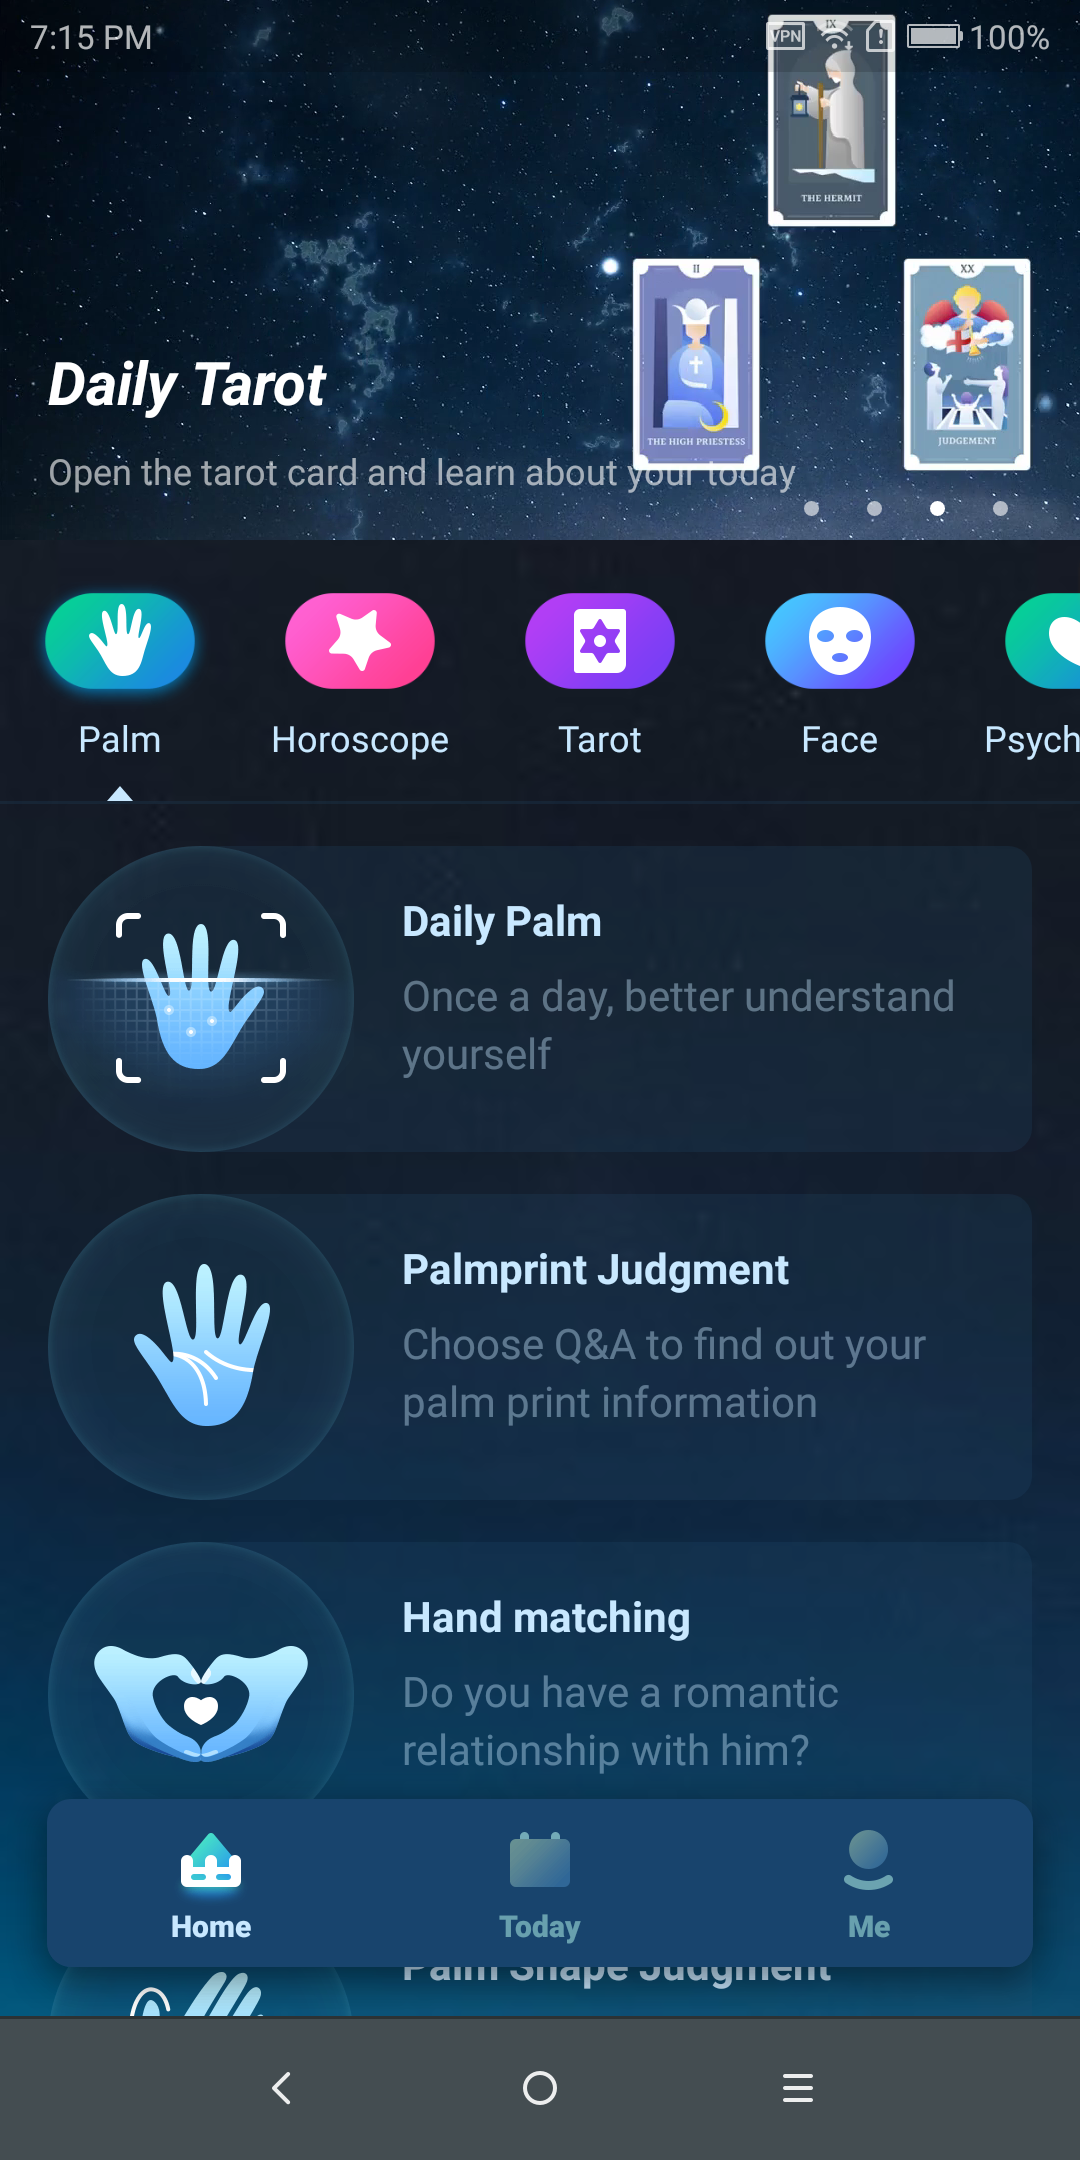 7:15 PM
VPN
100%
IX
THE HERMIT
II
THE HIGH PRIESTESS
XX
JUDGEMENT
Daily Tarot
Open the tarot card and learn about your today
Palm
Horoscope
Tarot
Face
Psych
Daily Palm
Once a day, better understand
yourself
Palmprint Judgment
Choose Q&A to find out your
palm print information
Hand matching
Do you have a romantic
relationship with him?
Home
Today
Me
Palm Shape Judgment